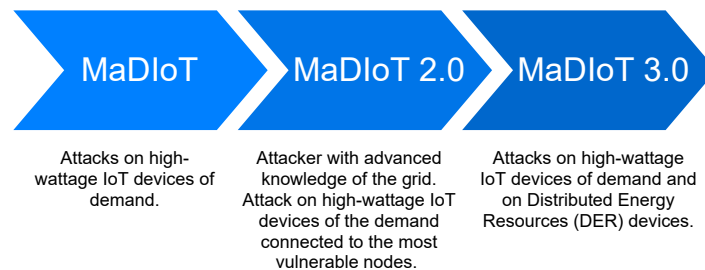 MaDIoT
MaDIoT 2.0
MaDIoT 3.0
Attacks on high-
wattage IoT devices of
demand.
Attacker with advanced
knowledge of the grid.
Attack on high-wattage IoT
devices of the demand
connected to the most
vulnerable nodes.
Attacks on high-wattage
IoT devices of demand and
on Distributed Energy
Resources (DER) devices.